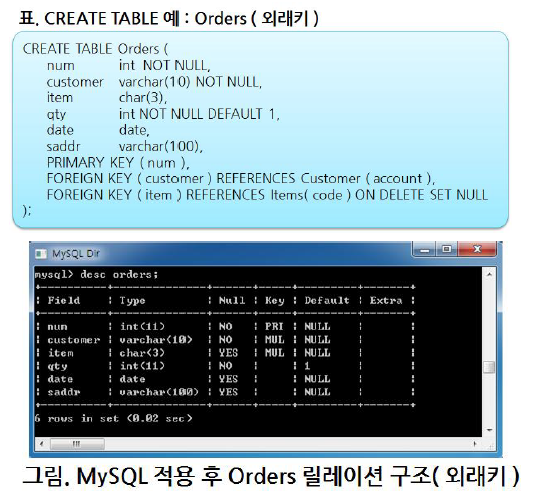 표. CREATE TABLE 예 : Orders ( 외래키 )
CREATE TABLE Orders (
num int NOT NULL,
customer varchar(10) NOT NULL,
item char(3),
qty int NOT NULL DEFAULT 1,
date date,
saddr varchar(100),
PRIMARY KEY ( num ),
FOREIGN KEY ( customer ) REFERENCES Customer ( account ),
FOREIGN KEY ( item ) REFERENCES Items( code ) ON DELETE SET NULL
);
MySQL Dir
mysql> desc orders;
+----------+--------------+------+-----+---------+-------+
| Field | Type | Null | Key | Default | Extra |
+----------+--------------+------+-----+---------+-------+
| num | int(11) | NO | PRI | NULL | |
| customer | varchar(10) | NO | MUL | NULL | |
| item | char(3) | YES | MUL | NULL | |
| qty | int(11) | NO | | 1 | |
| date | date | YES | | NULL | |
| saddr | varchar(100) | YES | | NULL | |
+----------+--------------+------+-----+---------+-------+
6 rows in set (0.02 sec)
그림. MySQL 적용 후 Orders 릴레이션 구조( 외래키 )